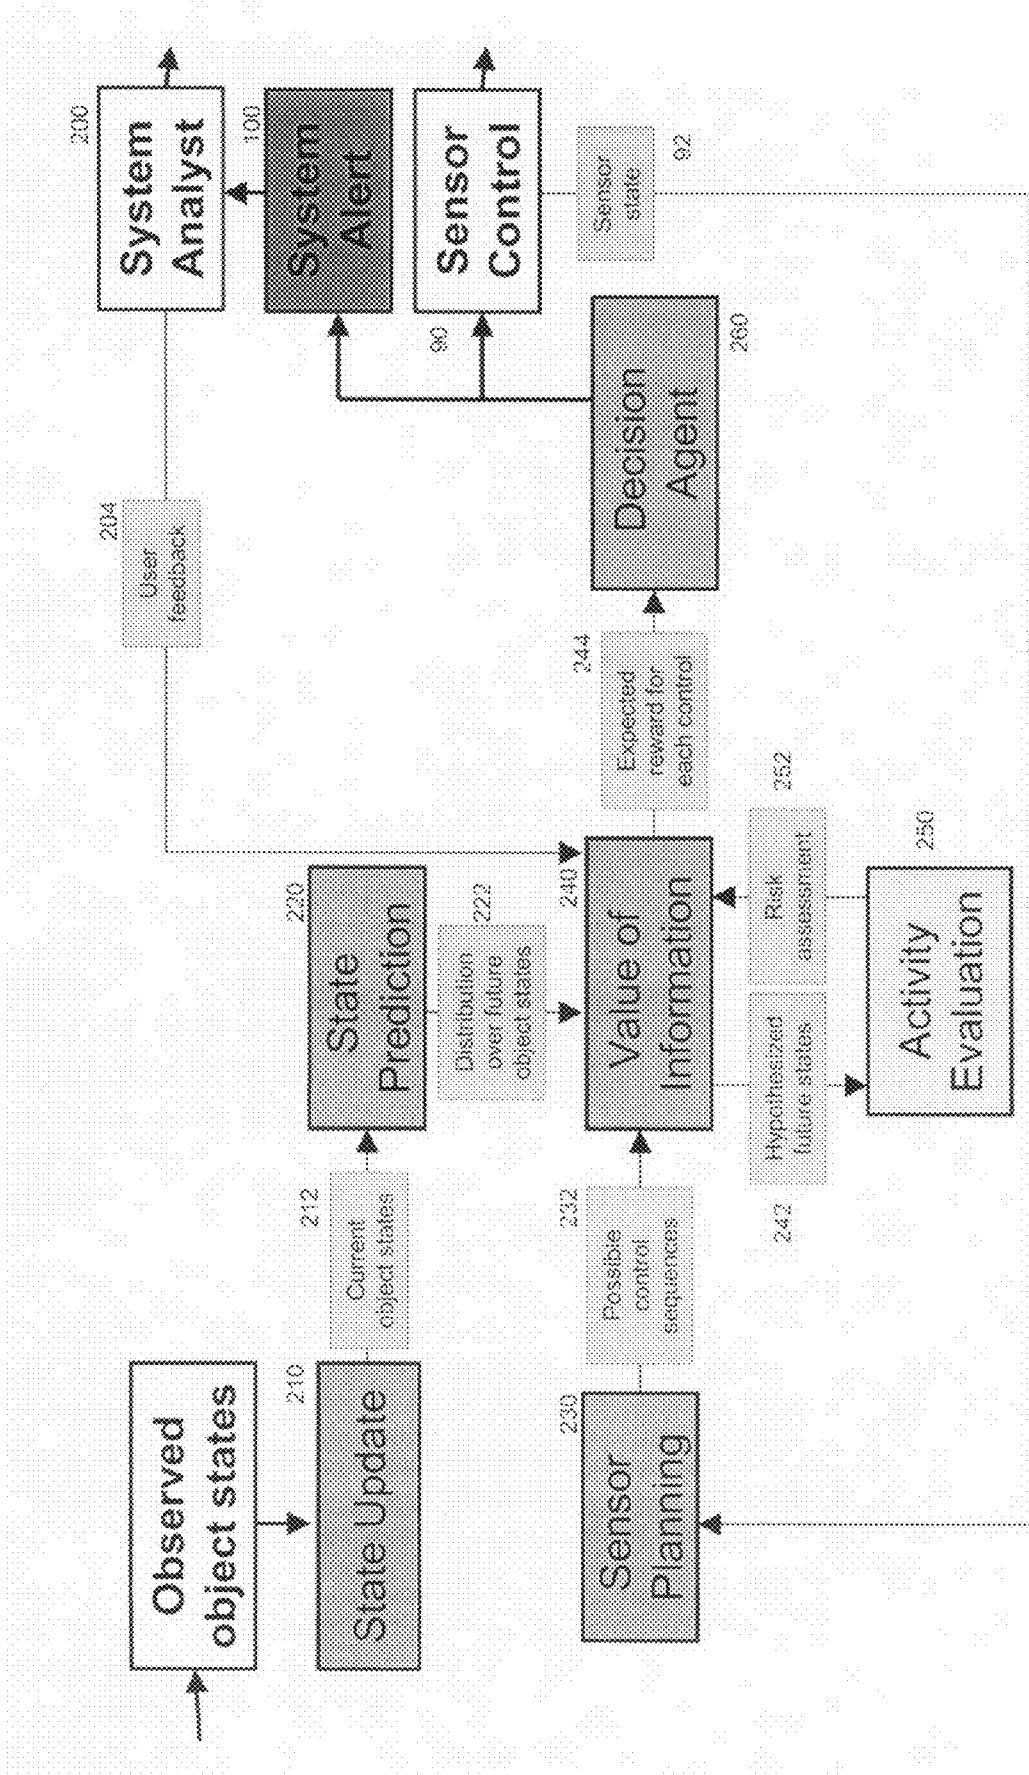 Observed
object states
210
State Update
212
Current
object states
220
State
Prediction
222
Distribution
over future
object states
204
User
feedback
200
System
Analyst
100
System
Alert
90
Sensor
Control
Sensor
state
92
230
Sensor
Planning
232
Possible
control
sequences
240
Value of
Information
244
Expected
reward for
each control
Decision
Agent
260
242
Hypothesized
future states
Risk
assessment
252
Activity
Evaluation
250